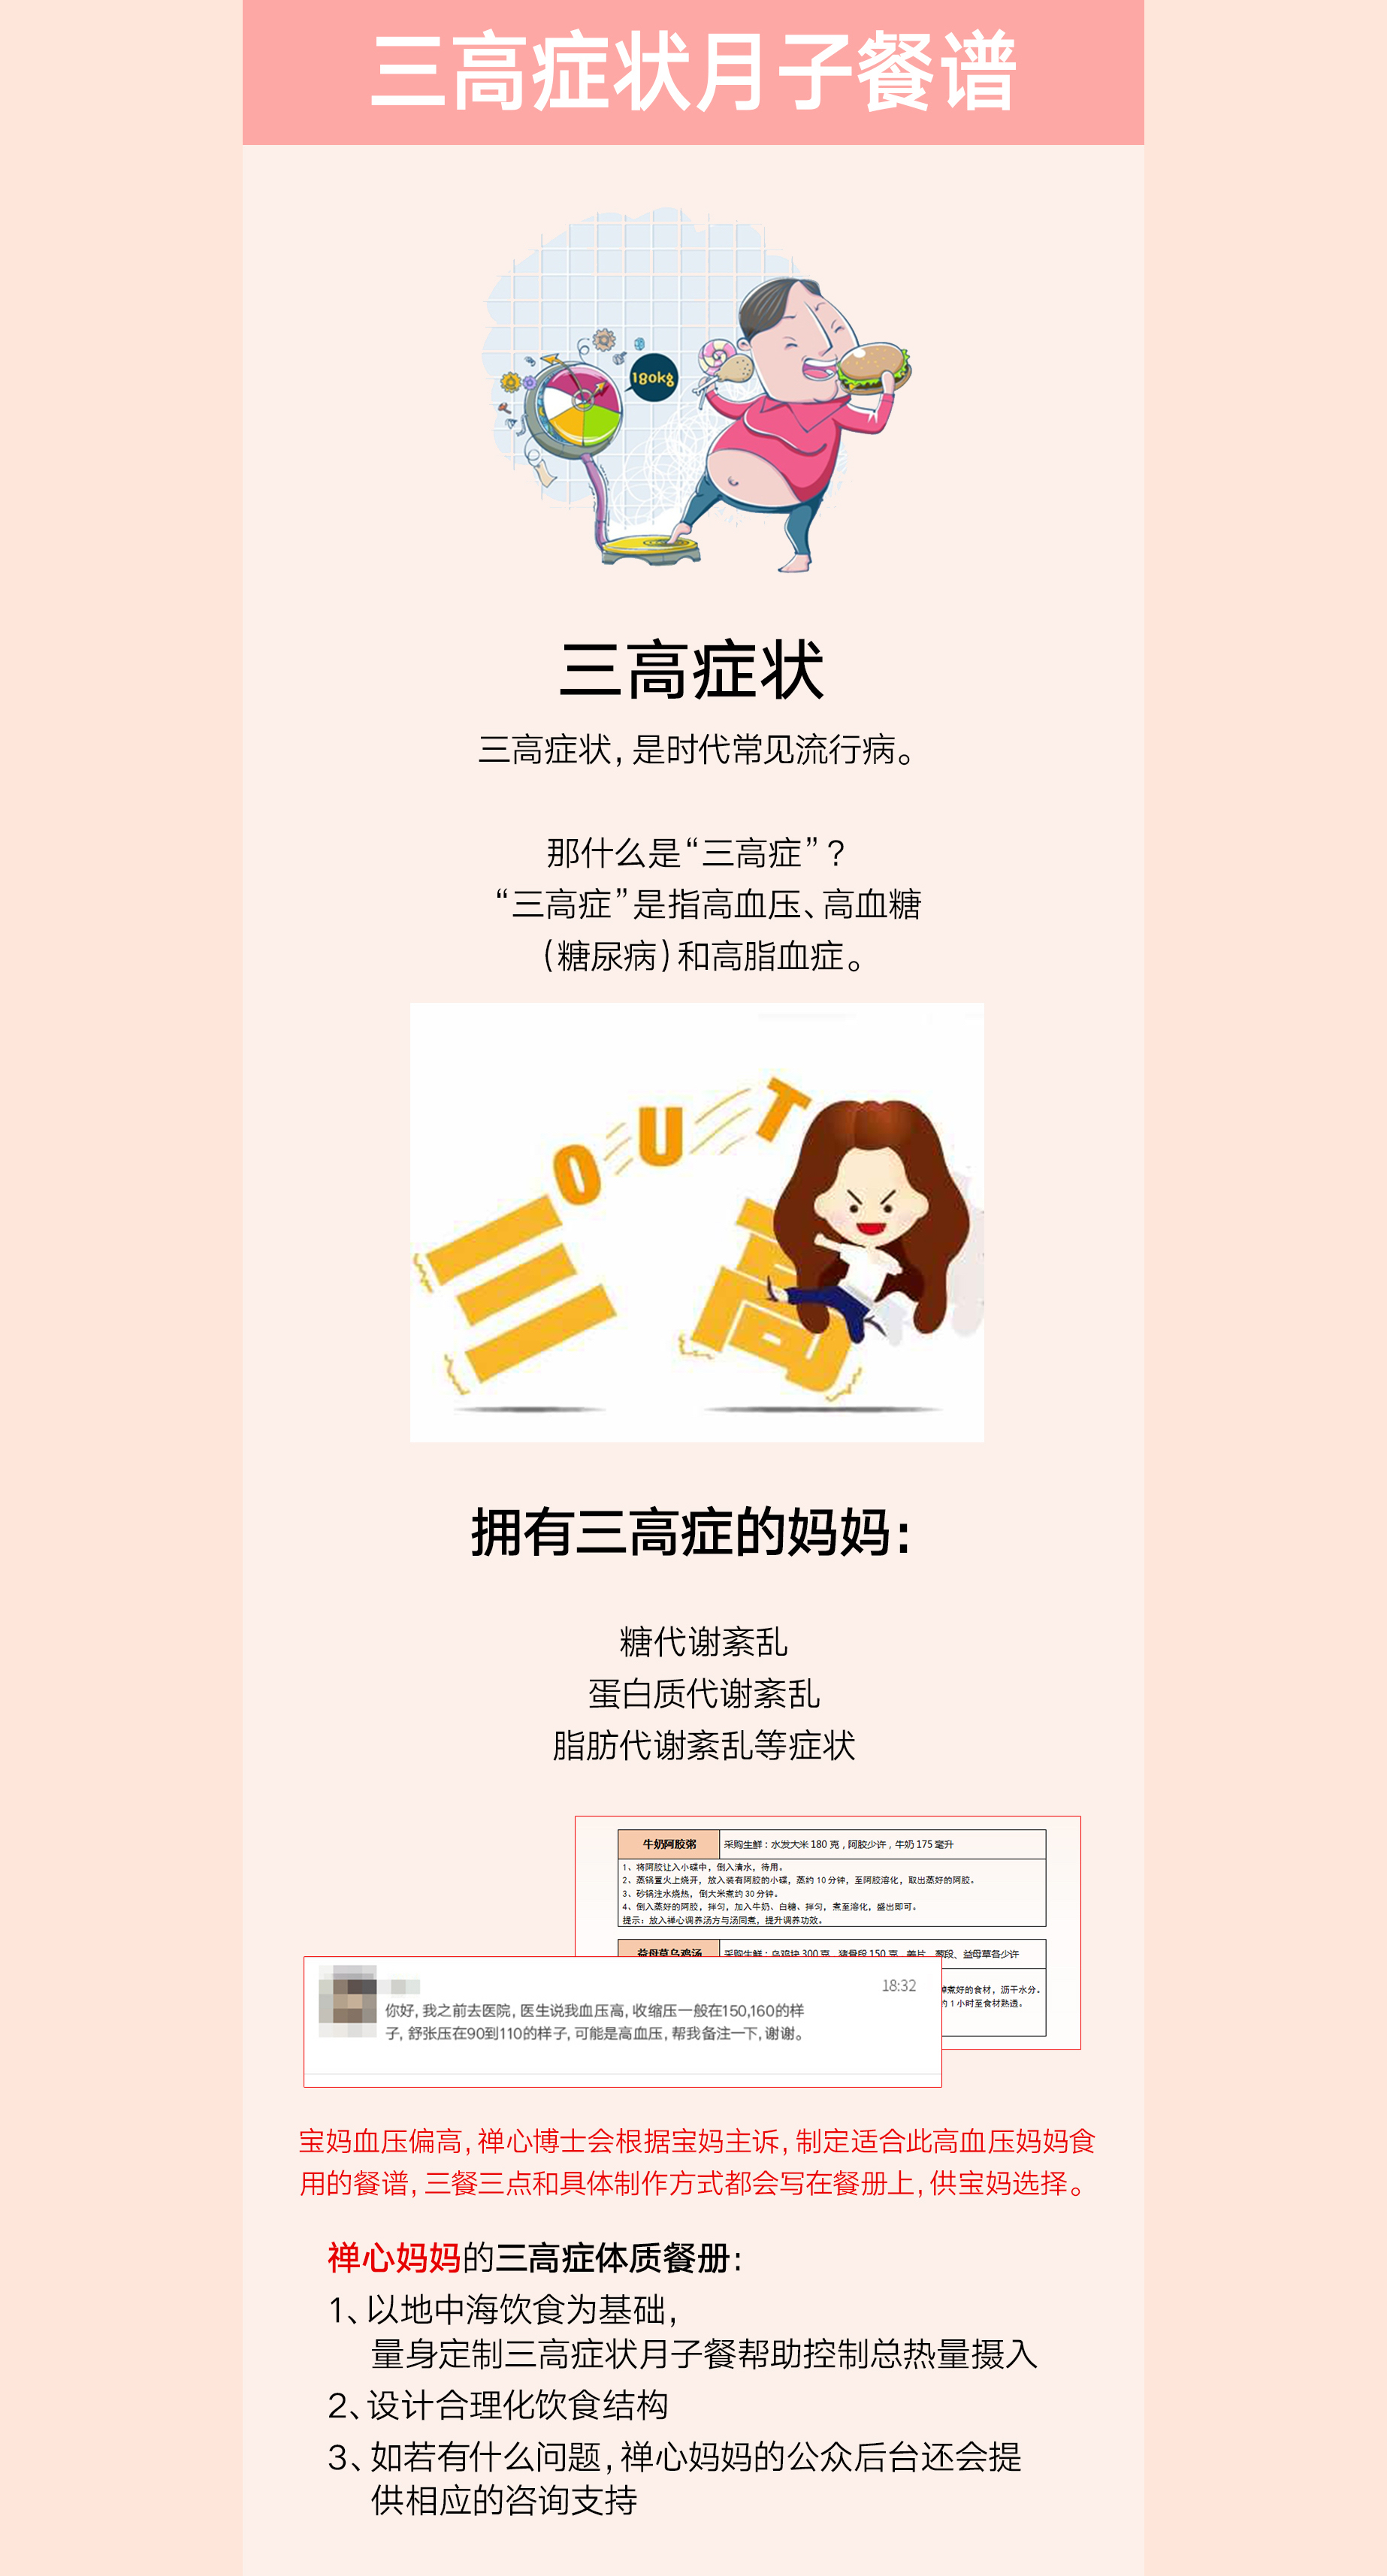 三高症状月子餐谱
180kg
三高症状
三高症状,是时代常见流行病。
那什么是“三高症”?
“三高症”是指高血压、高血糖
(糖尿病)和高脂血症。
OUT
三高
拥有三高症的妈妈:
糖代谢紊乱
蛋白质代谢紊乱
脂肪代谢紊乱等症状
牛奶阿胶粥 采购生鲜:水发大米 180 克,阿胶少许,牛奶 175 毫升
1、将阿胶让入小碟中,倒入清水,待用。
2、蒸锅置火上烧开,放入装有阿胶的小碟,蒸约 10 分钟,至阿胶溶化,取出蒸好的阿胶。
3、砂锅注水烧热,倒大米煮约 30 分钟。
4、倒入蒸好的阿胶,拌匀,加入牛奶、白糖、拌匀,煮至溶化,盛出即可。
提示:放入禅心调养汤方与汤同煮,提升调养功效。
益母草乌鸡汤 采购生鲜:乌鸡块 300 克,猪骨段 150 克,姜片、葱段、益母草各少许
煮好的食材,沥干水分。
约 1 小时至食材熟透。
18:32
你好,我之前去医院,医生说我血压高,收缩压一般在150,160的样
子,舒张压在90到110的样子,可能是高血压,帮我备注一下,谢谢。
宝妈血压偏高,禅心博士会根据宝妈主诉,制定适合此高血压妈妈食
用的餐谱,三餐三点和具体制作方式都会写在餐册上,供宝妈选择。
禅心妈妈的三高症体质餐册:
1、以地中海饮食为基础,
量身定制三高症状月子餐帮助控制总热量摄入
2、设计合理化饮食结构
3、如若有什么问题,禅心妈妈的公众后台还会提
供相应的咨询支持